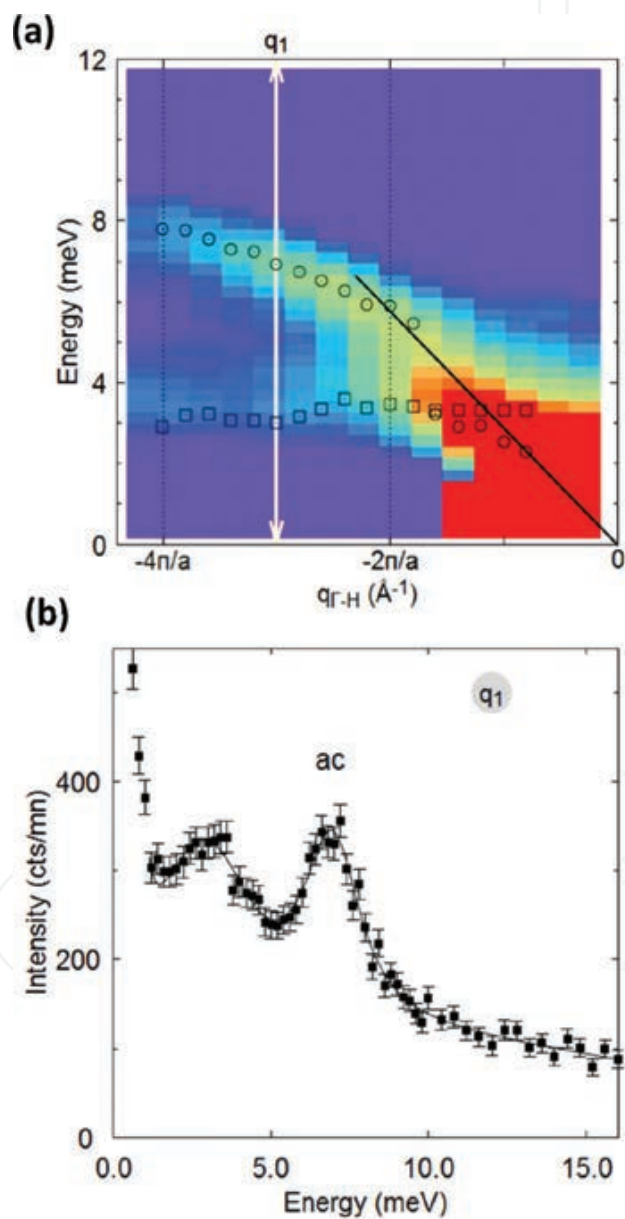 (a)
q1
12
8
4
0
Energy (meV)
-4π/a
-2π/a
0
qΓ-H (Å-1)
(b)
q1
ac
400
200
0
Intensity (cts/mn)
0.0
5.0
10.0
15.0
Energy (meV)